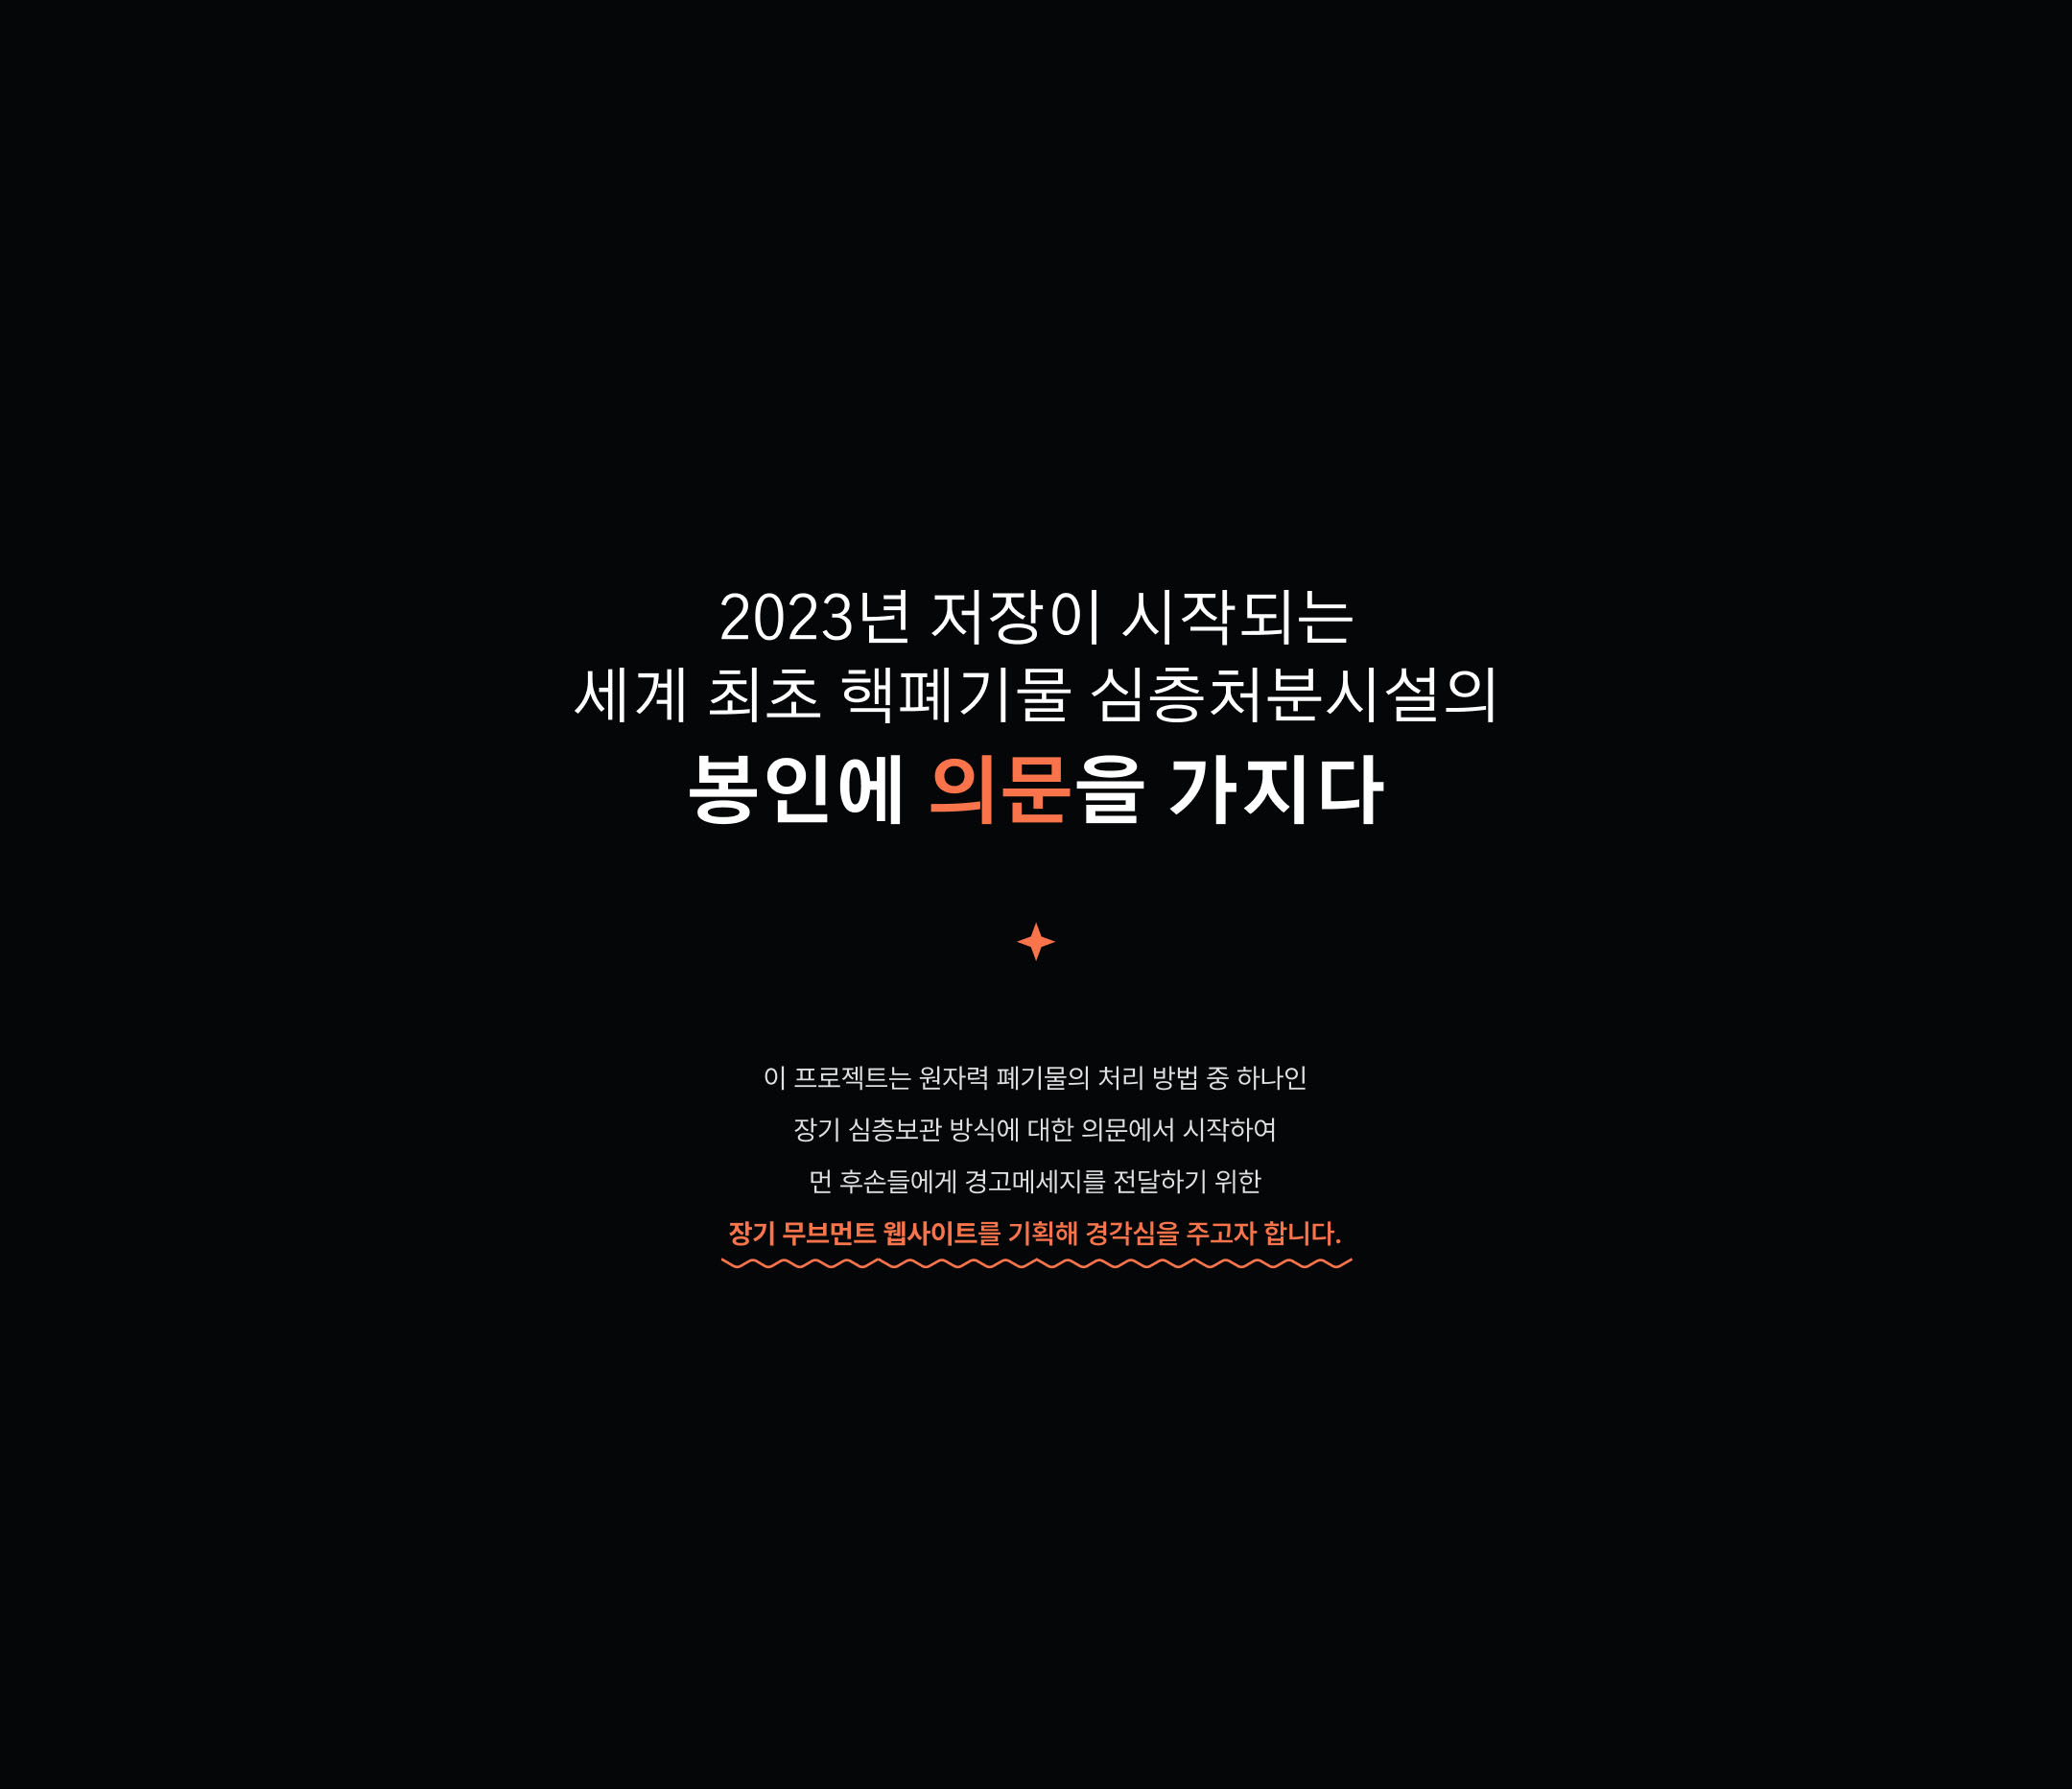 2023년 저장이 시작되는
세게 최초 핵폐기물 심층처분시설의
봉인에 의문을 가지다
이 프로젝트는 원자력 폐기물의 처리 방법 중 하나인
장기 심층보관 방식에 대한 의문에서 시작하여
먼 후손들에게 경고메세지를 전달하기 위한
장기 무브먼트 웹사이트를 기획해 경각심을 주고자 합니다.